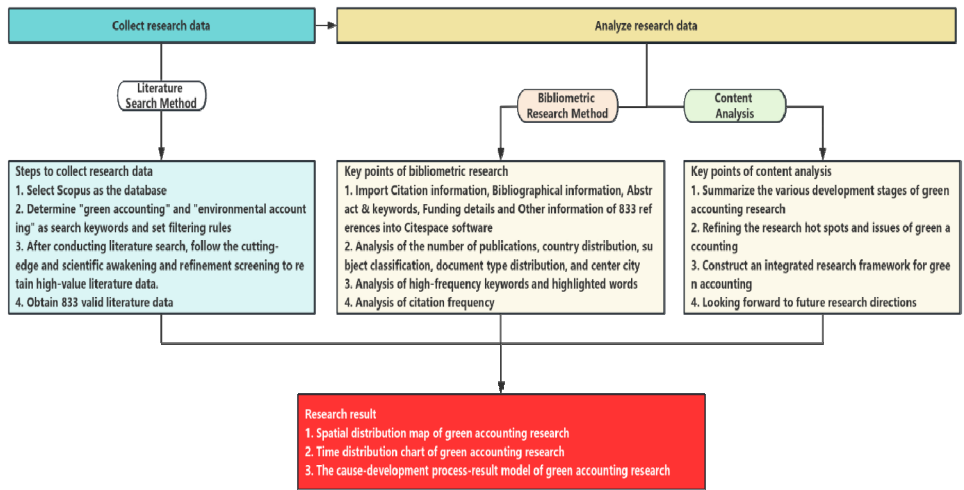 Collect research data
Analyze research data
Literature
Search Method
Bibliometric
Research Method
Content
Analysis
Steps to collect research data
1. Select Scopus as the database
2. Determine "green accounting" and "environmental account
ing" as search keywords and set filtering rules
3. After conducting literature search, follow the cutting-
edge and scientific awakening and refinement screening to re
tain high-value literature data.
4. Obtain 833 valid literature data
Key points of bibliometric research
1. Import Citation information, Bibliographical information, Abstr
act & keywords, Funding details and Other information of 833 ref
erences into Citespace software
2. Analysis of the number of publications, country distribution, su
bject classification, document type distribution, and center city
3. Analysis of high-frequency keywords and highlighted words
4. Analysis of citation frequency
Key points of content analysis
1. Summarize the various development stages of green
accounting research
2. Refining the research hot spots and issues of green a
ccounting
3. Construct an integrated research framework for gree
n accounting
4. Looking forward to future research directions
Research result
1. Spatial distribution map of green accounting research
2. Time distribution chart of green accounting research
3. The cause-development process-result model of green accounting research